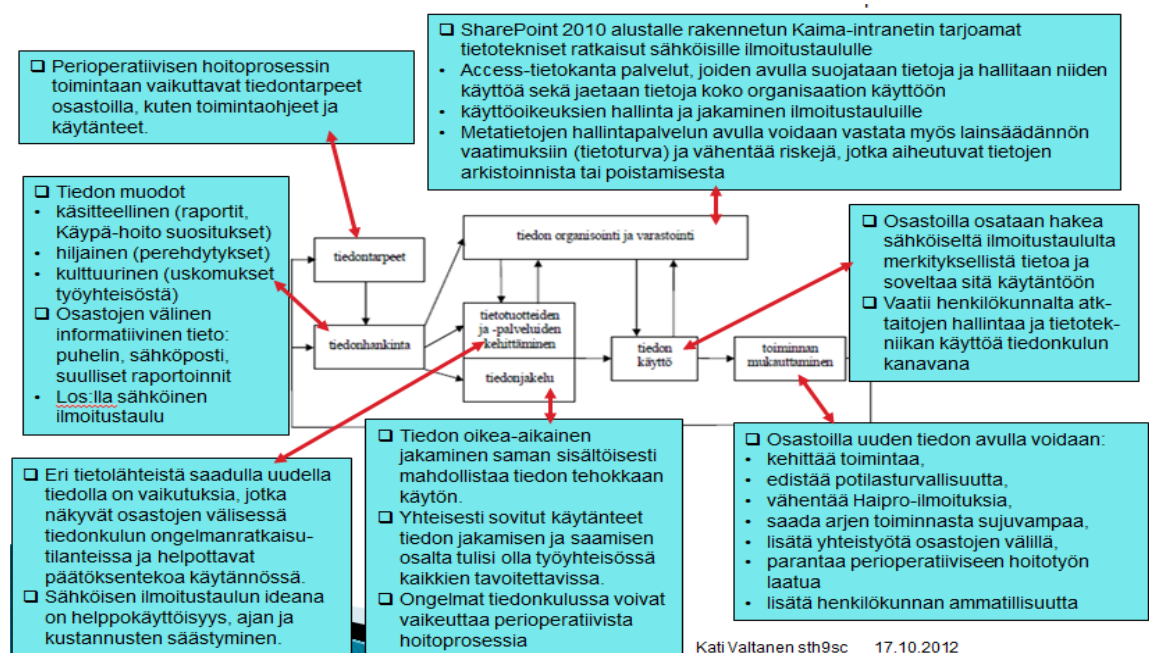 ❑ SharePoint 2010 alustalle rakennetun Kaima-intranetin tarjoamat
tietotekniset ratkaisut sähköisille ilmoitustaululle
• Access-tietokanta palvelut, joiden avulla suojataan tietoja ja hallitaan niiden
käyttöä sekä jaetaan tietoja koko organisaation käyttöön
• käyttöoikeuksien hallinta ja jakaminen ilmoitustauluille
• Metatietojen hallintapalvelun avulla voidaan vastata myös lainsäädännön
vaatimuksiin (tietoturva) ja vähentää riskejä, jotka aiheutuvat tietojen
arkistoinnista tai poistamisesta
❑ Perioperatiivisen hoitoprosessin
toimintaan vaikuttavat tiedontarpeet
osastoilla, kuten toimintaohjeet ja
käytänteet.
❑ Tiedon muodot
• käsitteellinen (raportit,
Käypä-hoito suositukset)
• hiljainen (perehdytykset)
• kulttuurinen (uskomukset
työyhteisöstä)
❑ Osastojen välinen
informatiivinen tieto:
puhelin, sähköposti,
suulliset raportoinnit
• Los:lla sähköinen
ilmoitustaulu
tiedontarpeet
tiedonhankinta
tiedon organisointi ja varastointi
tietotuotteiden
ja -palveluiden
kehittäminen
tiedonjakelu
tiedon
käyttö
toiminnan
mukauttaminen
❑ Osastoilla osataan hakea
sähköiseltä ilmoitustaululta
merkityksellistä tietoa ja
soveltaa sitä käytäntöön
❑ Vaatii henkilökunnalta atk-
taitojen hallintaa ja tietotek-
niikan käyttöä tiedonkulun
kanavana
❑ Eri tietolähteistä saadulla uudella
tiedolla on vaikutuksia, jotka
näkyvät osastojen välisessä
tiedonkulun ongelmanratkaisu-
tilanteissa ja helpottavat
päätöksentekoa käytännössä.
❑ Sähköisen ilmoitustaulun ideana
on helppokäyttöisyys, ajan ja
kustannusten säästyminen.
❑ Tiedon oikea-aikainen
jakaminen saman sisältöisesti
mahdollistaa tiedon tehokkaan
käytön.
❑ Yhteisesti sovitut käytänteet
tiedon jakamisen ja saamisen
osalta tulisi olla työyhteisössä
kaikkien tavoitettavissa.
❑ Ongelmat tiedonkulussa voivat
vaikeuttaa perioperatiivista
hoitoprosessia
❑ Osastoilla uuden tiedon avulla voidaan:
• kehittää toimintaa,
• edistää potilasturvallisuutta,
• vähentää Haipro-ilmoituksia,
• saada arjen toiminnasta sujuvampaa,
• lisätä yhteistyötä osastojen välillä,
• parantaa perioperatiiviseen hoitotyön
laatua
• lisätä henkilökunnan ammatillisuutta
Kati Valtanen sth9sc 17.10.2012